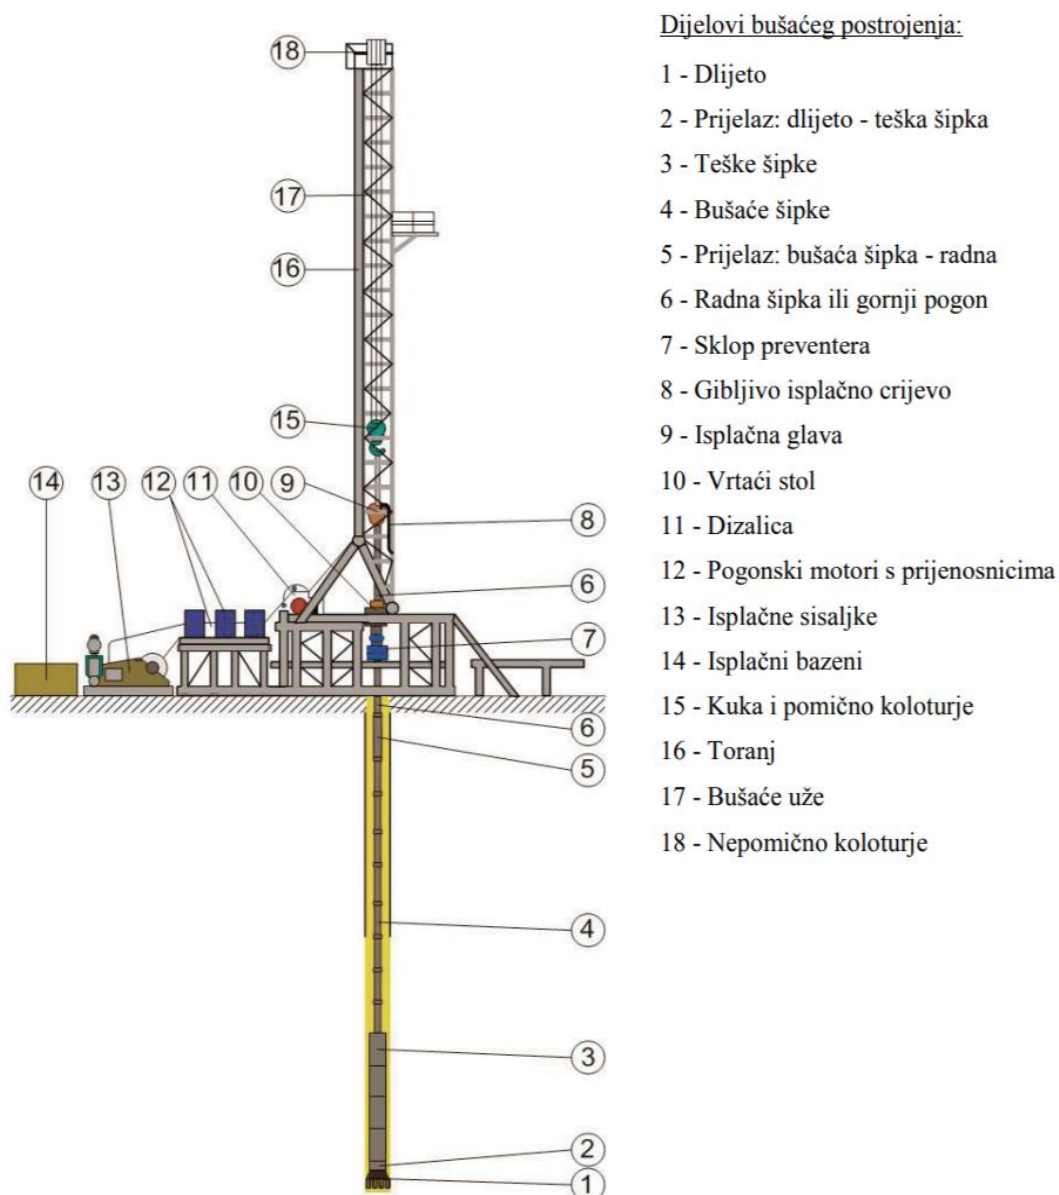 Dijelovi bušaćeg postrojenja:
1 - Dlijeto
2 - Prijelaz: dlijeto - teška šipka
3 - Teške šipke
4 - Bušaće šipke
5 - Prijelaz: bušaća šipka - radna
6 - Radna šipka ili gornji pogon
7 - Sklop preventera
8 - Gibljivo isplačno crijevo
9 - Isplačna glava
10 - Vrtaći stol
11 - Dizalica
12 - Pogonski motori s prijenosnicima
13 - Isplačne sisaljke
14 - Isplačni bazeni
15 - Kuka i pomično koloturje
16 - Toranj
17 - Bušaće uže
18 - Nepomično koloturje
18
17
16
15
14 13 12 11 10 9
8
6
7
6
5
4
3
2
1